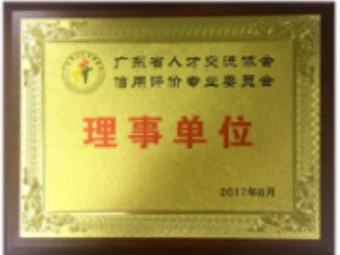 广东省人才交流协会
信用评价专业委员会
理事单位
2017年6月